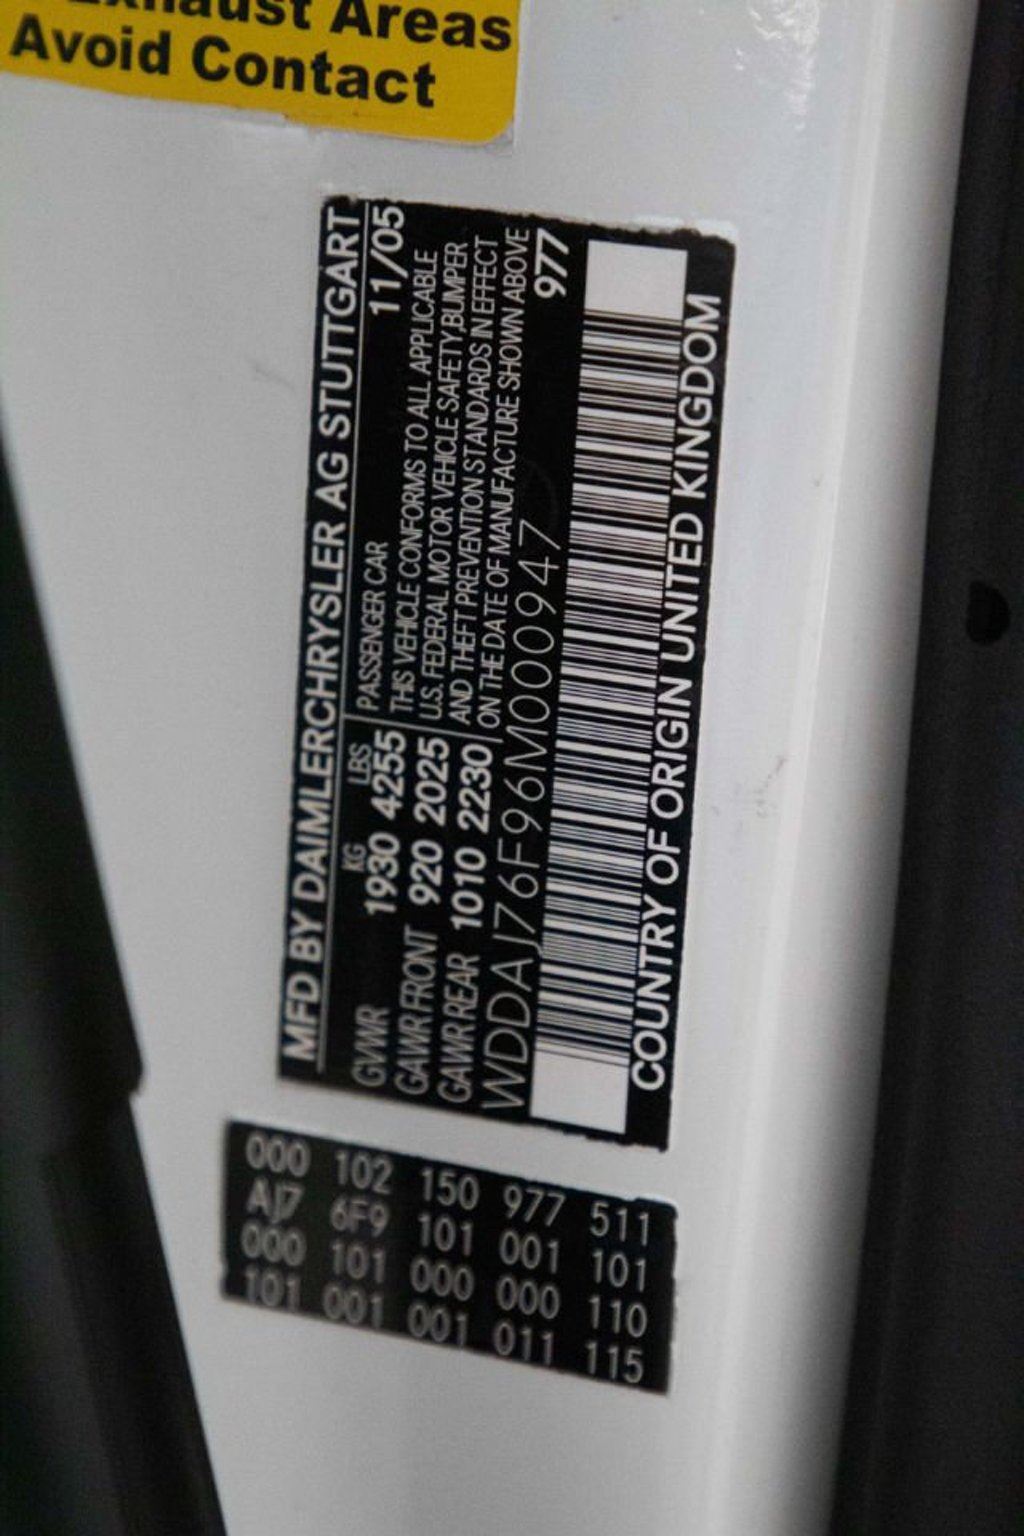 Exhaust Areas
Avoid Contact
MFD BY DAIMLERCHRYSLER AG STUTTGART
KG LBS PASSENGER CAR 11/05
GVWR 1930 4255 THIS VEHICLE CONFORMS TO ALL APPLICABLE
GAWR FRONT 920 2025 U.S. FEDERAL MOTOR VEHICLE SAFETY,BUMPER
GAWR REAR 1010 2230 AND THEFT PREVENTION STANDARDS IN EFFECT
ON THE DATE OF MANUFACTURE SHOWN ABOVE
WDDAJ76F96M000947 977
COUNTRY OF ORIGIN UNITED KINGDOM
000 102 150 977 511
AJ7 6F9 101 001 101
000 101 000 000 110
101 001 001 011 115